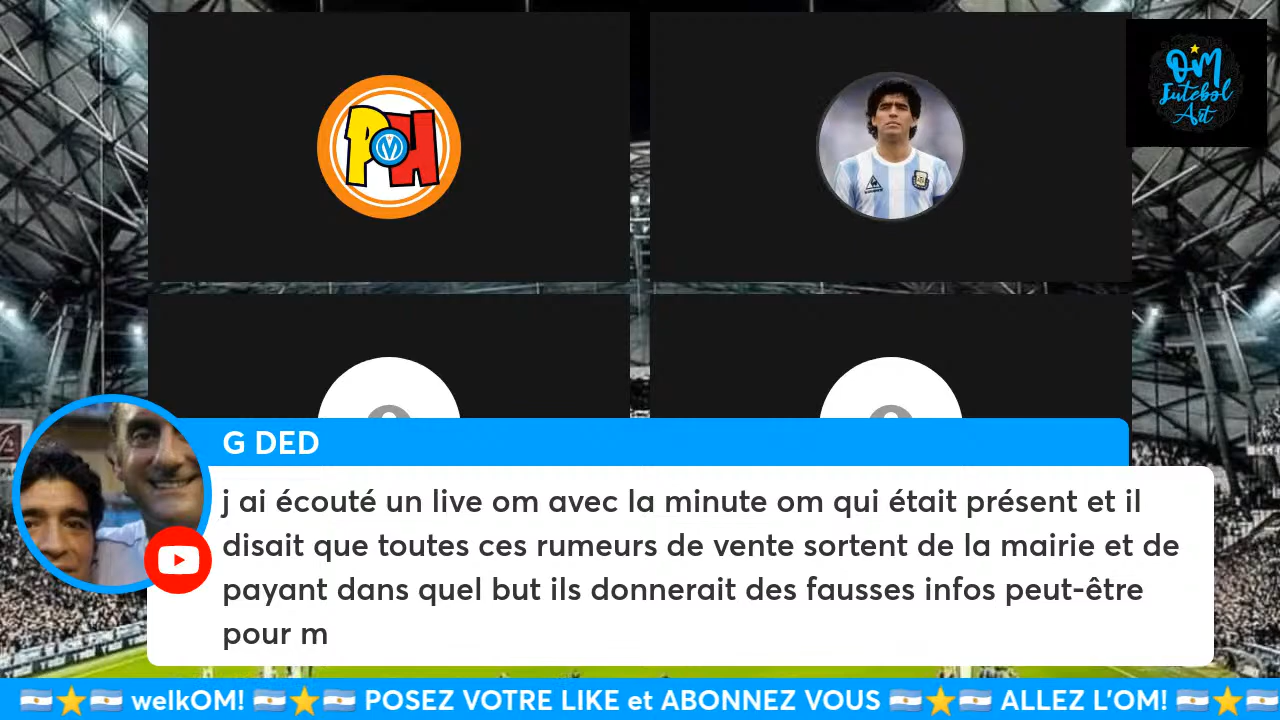 PH
OM
Futebol
Art
G DED
j ai écouté un live om avec la minute om qui était présent et il
disait que toutes ces rumeurs de vente sortent de la mairie et de
payant dans quel but ils donnerait des fausses infos peut-être
pour m
welkOM! POSEZ VOTRE LIKE et ABONNEZ VOUS ALLEZ L'OM!